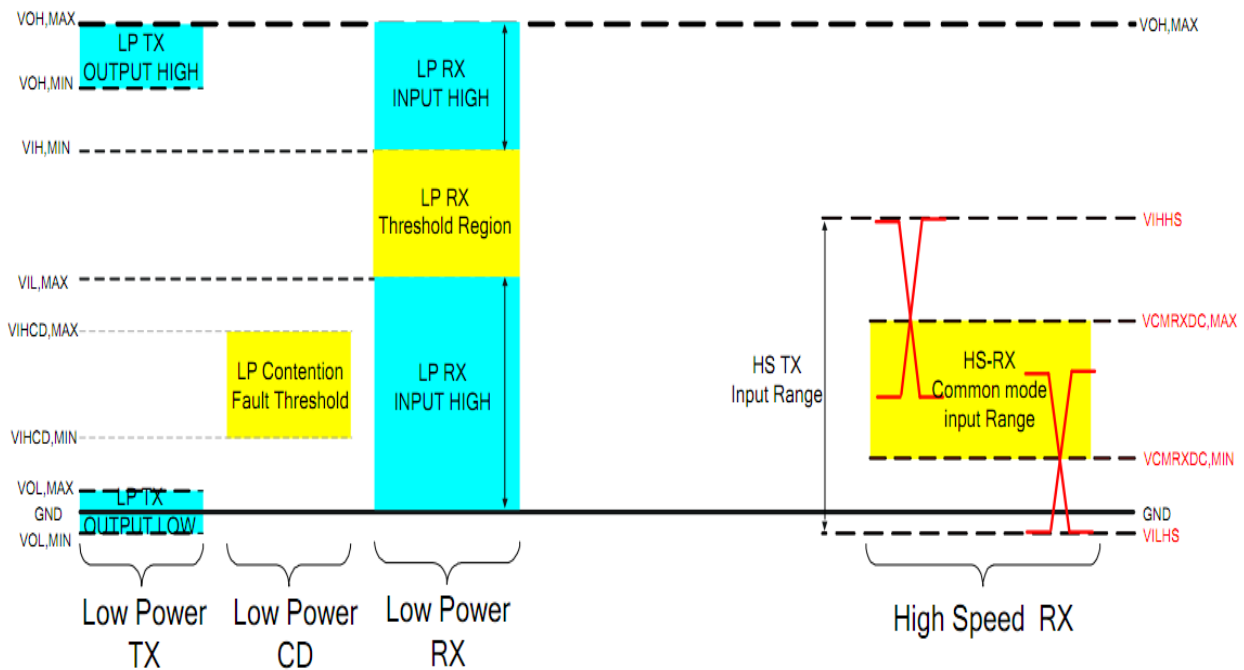 VOH,MAX
LP TX
OUTPUT HIGH
VOH,MIN
VIH,MIN
VIL,MAX
VIHCD,MAX
VIHCD,MIN
VOL,MAX
GND
VOL,MIN
LP TX
OUTPUT LOW
LP Contention
Fault Threshold
LP RX
INPUT HIGH
LP RX
Threshold Region
LP RX
INPUT HIGH
HS TX
Input Range
HS-RX
Common mode
input Range
VOH,MAX
VIHHS
VCMRXDC,MAX
VCMRXDC,MIN
GND
VILHS
Low Power
TX
Low Power
CD
Low Power
RX
High Speed RX